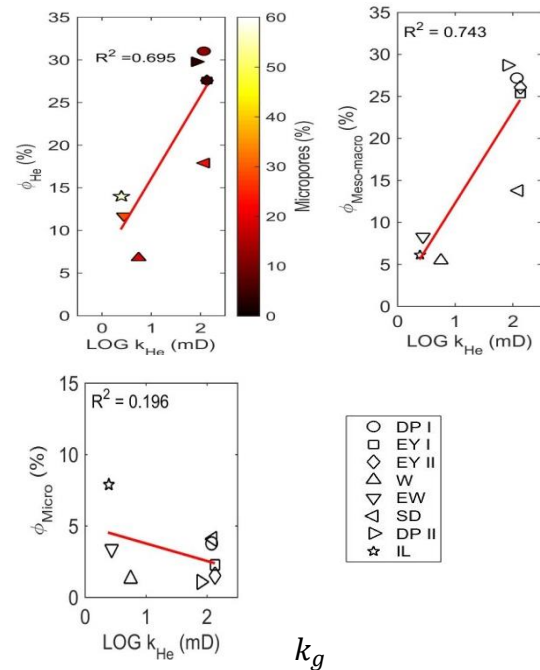 R² = 0.695
ϕHe (%)
35
30
25
20
15
10
5
0
0 1 2
LOG kHe (mD)
60
50
40
30
20
10
0
Micropores (%)
R² = 0.743
ϕMeso-macro (%)
35
30
25
20
15
10
5
0
0 1 2
LOG kHe (mD)
R² = 0.196
ϕMicro (%)
15
10
5
0
0 1 2
LOG kHe (mD)
DP I
EY I
EY II
W
EW
SD
DP II
IL
kg